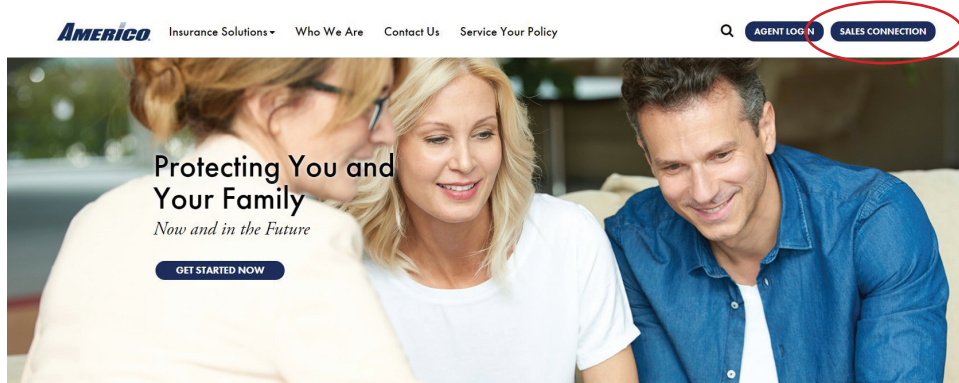 AMERICO. Insurance Solutions Who We Are Contact Us Service Your Policy AGENT LOGIN SALES CONNECTION
Protecting You and
Your Family
Now and in the Future
GET STARTED NOW